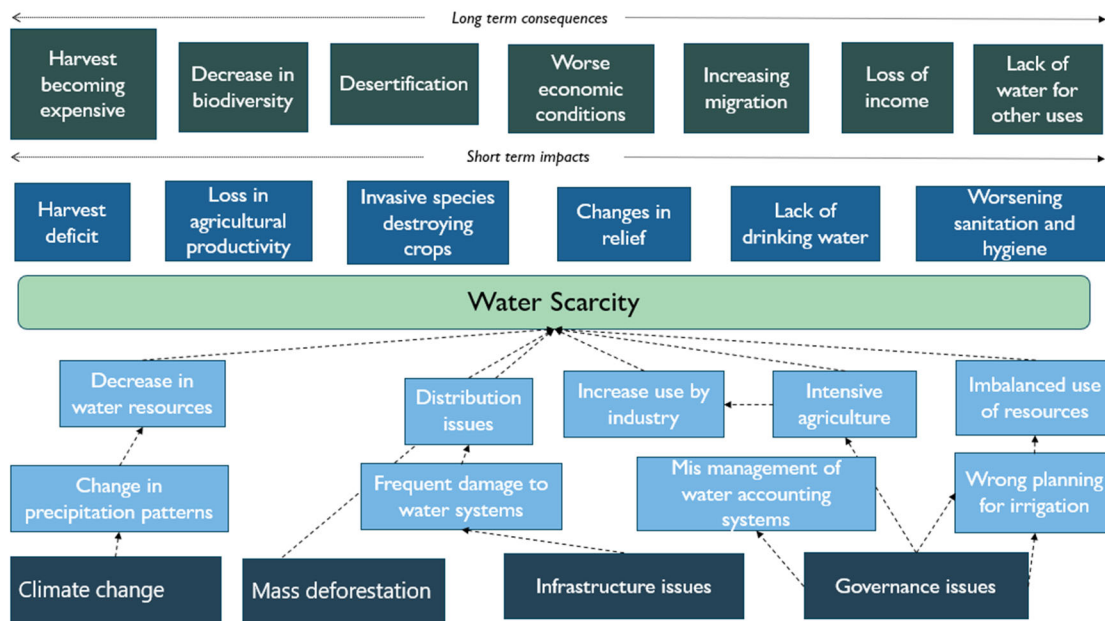 Long term consequences
Harvest
becoming
expensive
Decrease in
biodiversity
Desertification
Worse
economic
conditions
Increasing
migration
Loss of
income
Lack of
water for
other uses
Short term impacts
Harvest
deficit
Loss in
agricultural
productivity
Invasive species
destroying
crops
Changes in
relief
Lack of
drinking water
Worsening
sanitation and
hygiene
Water Scarcity
Decrease in
water resources
Distribution
issues
Increase use by
industry
Intensive
agriculture
Imbalanced use
of resources
Change in
precipitation patterns
Frequent damage to
water systems
Mis management of
water accounting
systems
Wrong planning
for irrigation
Climate change
Mass deforestation
Infrastructure issues
Governance issues